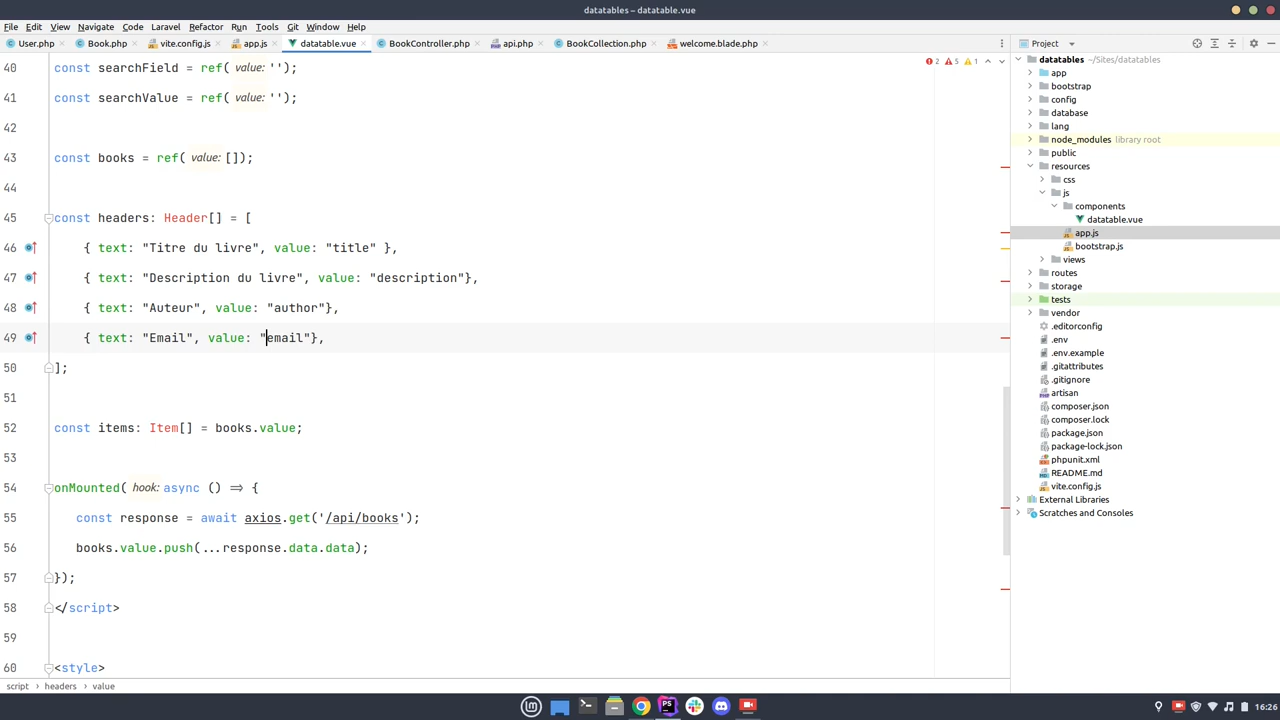 datatables – datatable.vue
File Edit View Navigate Code Laravel Refactor Run Tools Git Window Help
User.php Book.php vite.config.js app.js datatable.vue BookController.php api.php BookCollection.php welcome.blade.php Project
40 const searchField = ref( value: ''); 2 5 1
41 const searchValue = ref( value: '');
42
43 const books = ref( value: []);
44
45 const headers: Header[] = [
46 { text: "Titre du livre", value: "title" },
47 { text: "Description du livre", value: "description"},
48 { text: "Auteur", value: "author"},
49 { text: "Email", value: "email"},
50 ];
51
52 const items: Item[] = books.value;
53
54 onMounted( hook: async () => {
55 const response = await axios.get('/api/books');
56 books.value.push(...response.data.data);
57 });
58 </script>
59
60 <style>
script headers value
datatables ~/Sites/datatables
app
bootstrap
config
database
lang
node_modules library root
public
resources
css
js
components
datatable.vue
app.js
bootstrap.js
views
routes
storage
tests
vendor
.editorconfig
.env
.env.example
.gitattributes
.gitignore
artisan
composer.json
composer.lock
package.json
package-lock.json
phpunit.xml
README.md
vite.config.js
External Libraries
Scratches and Consoles
16:26